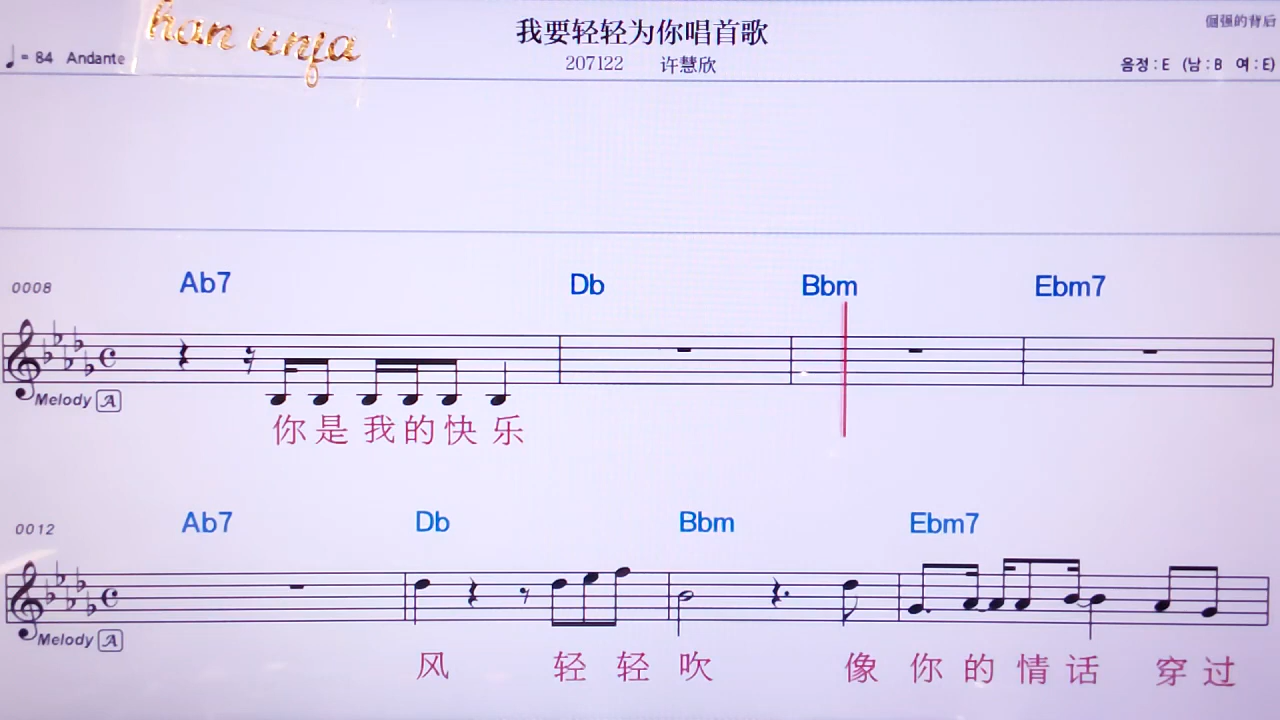 han unja
我要轻轻为你唱首歌
倔强的背后
♩= 84 Andante
207122 许慧欣
음정 : E (남 : B 여 : E)
0008
Ab7 Db Bbm Ebm7
Melody A
你是我的快乐
0012
Ab7 Db Bbm Ebm7
Melody A
风 轻轻吹 像你的情话 穿过